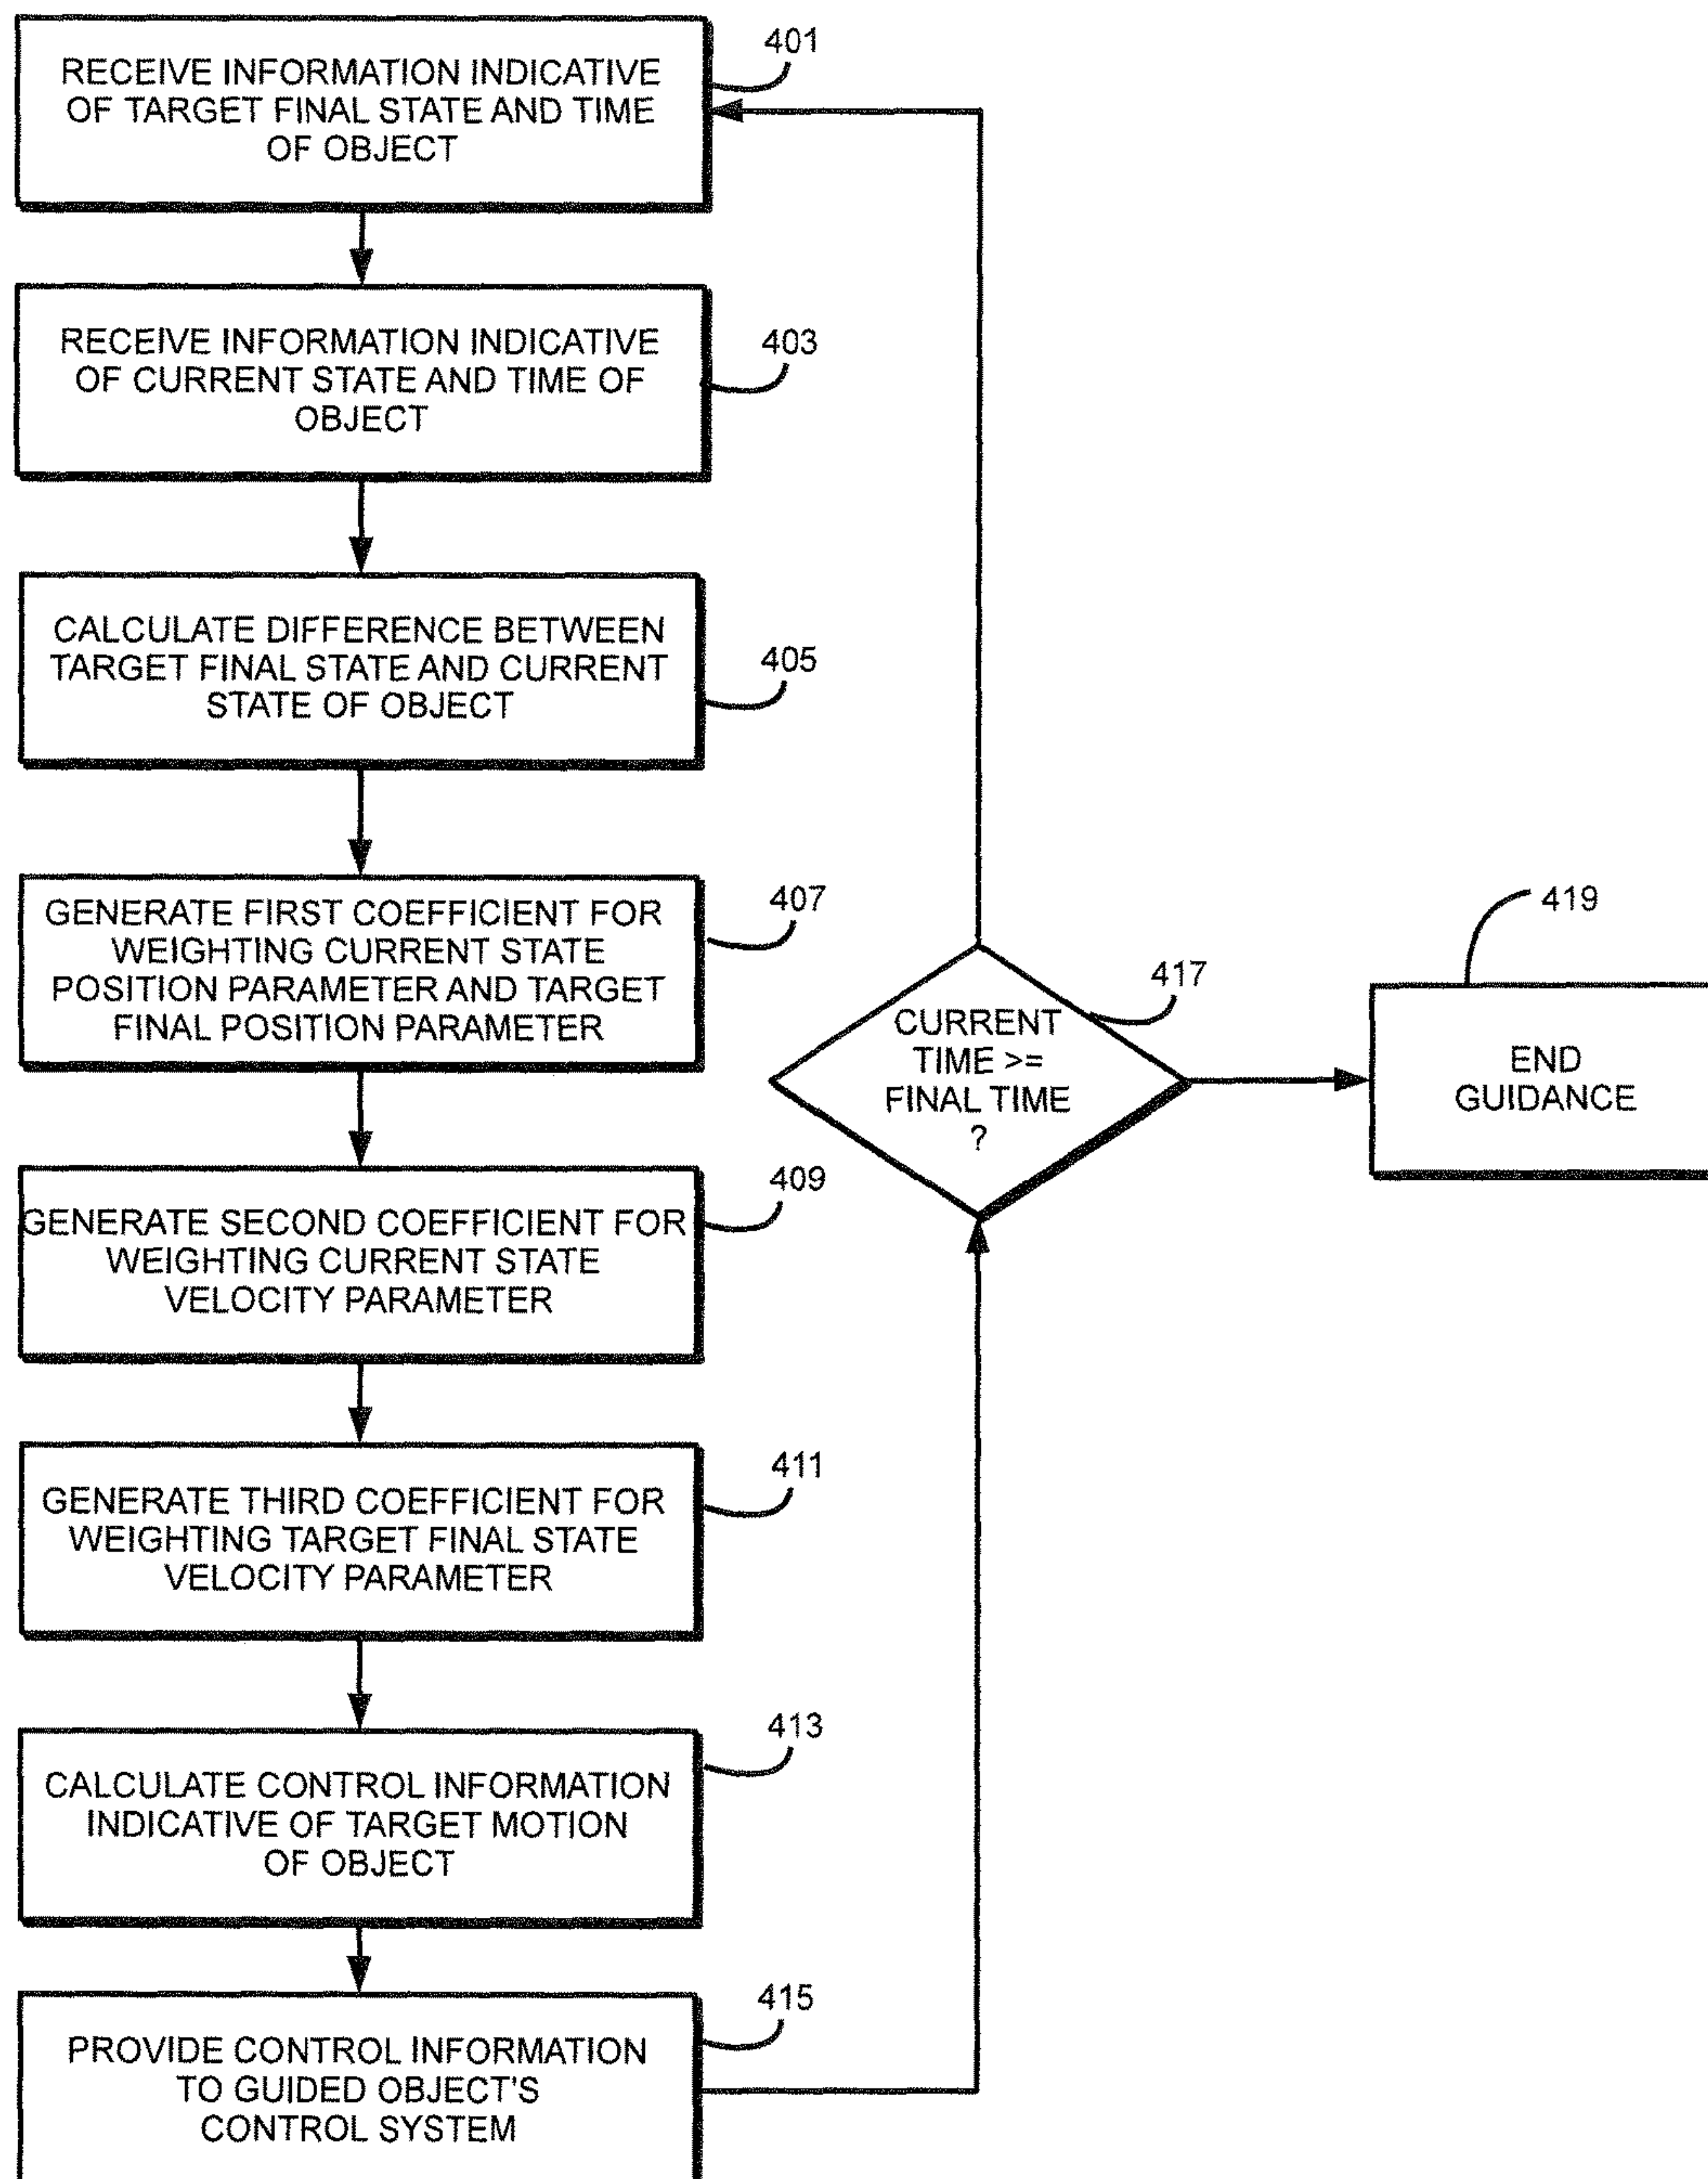 401
RECEIVE INFORMATION INDICATIVE
OF TARGET FINAL STATE AND TIME
OF OBJECT
403
RECEIVE INFORMATION INDICATIVE
OF CURRENT STATE AND TIME OF
OBJECT
405
CALCULATE DIFFERENCE BETWEEN
TARGET FINAL STATE AND CURRENT
STATE OF OBJECT
407
GENERATE FIRST COEFFICIENT FOR
WEIGHTING CURRENT STATE
POSITION PARAMETER AND TARGET
FINAL POSITION PARAMETER
409
GENERATE SECOND COEFFICIENT FOR
WEIGHTING CURRENT STATE
VELOCITY PARAMETER
411
GENERATE THIRD COEFFICIENT FOR
WEIGHTING TARGET FINAL STATE
VELOCITY PARAMETER
413
CALCULATE CONTROL INFORMATION
INDICATIVE OF TARGET MOTION
OF OBJECT
415
PROVIDE CONTROL INFORMATION
TO GUIDED OBJECT'S
CONTROL SYSTEM
417
CURRENT
TIME >=
FINAL TIME
?
419
END
GUIDANCE